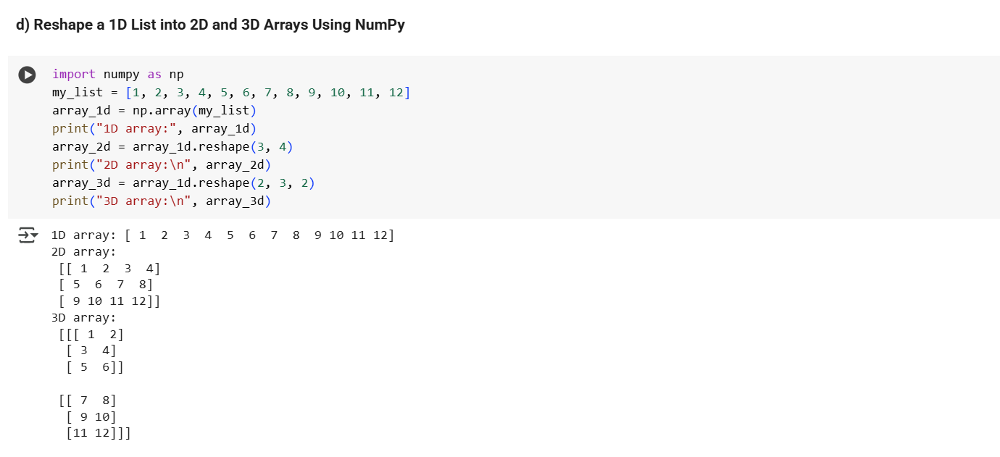 d) Reshape a 1D List into 2D and 3D Arrays Using NumPy
import numpy as np
my_list = [1, 2, 3, 4, 5, 6, 7, 8, 9, 10, 11, 12]
array_1d = np.array(my_list)
print("1D array:", array_1d)
array_2d = array_1d.reshape(3, 4)
print("2D array:\n", array_2d)
array_3d = array_1d.reshape(2, 3, 2)
print("3D array:\n", array_3d)
1D array: [ 1  2  3  4  5  6  7  8  9 10 11 12]
2D array:
 [[ 1  2  3  4]
 [ 5  6  7  8]
 [ 9 10 11 12]]
3D array:
 [[[ 1  2]
  [ 3  4]
  [ 5  6]]

 [[ 7  8]
  [ 9 10]
  [11 12]]]